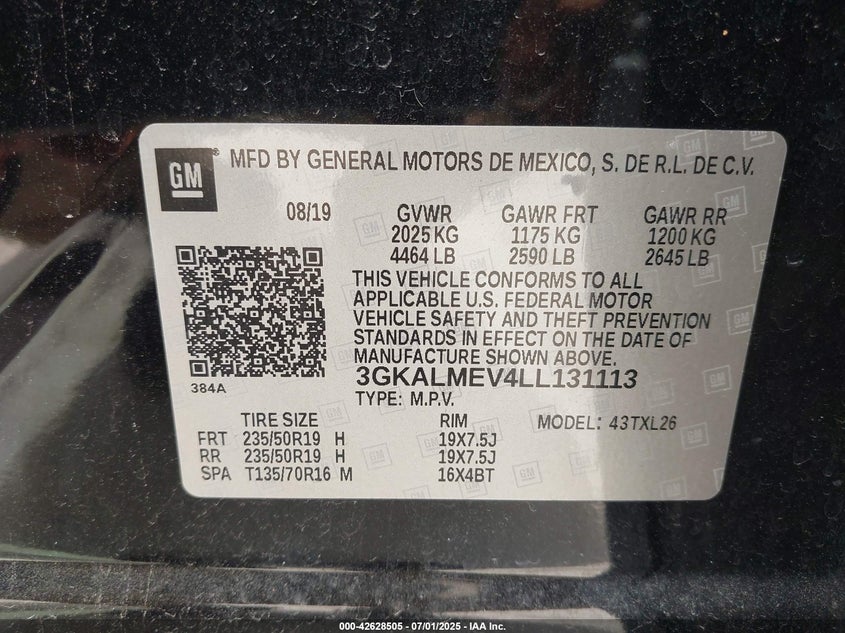 GM
MFD BY GENERAL MOTORS DE MEXICO, S. DE R.L. DE C.V.
08/19 GVWR GAWR FRT GAWR RR
2025 KG 1175 KG 1200 KG
4464 LB 2590 LB 2645 LB
THIS VEHICLE CONFORMS TO ALL
APPLICABLE U.S. FEDERAL MOTOR
VEHICLE SAFETY AND THEFT PREVENTION
STANDARDS IN EFFECT ON THE DATE OF
MANUFACTURE SHOWN ABOVE.
384A
3GKALMEV4LL131113
TYPE: M.P.V.
TIRE SIZE RIM MODEL: 43TXL26
FRT 235/50R19 H 19X7.5J
RR 235/50R19 H 19X7.5J
SPA T135/70R16 M 16X4BT
000-42628505 - 07/01/2025 - IAA Inc.